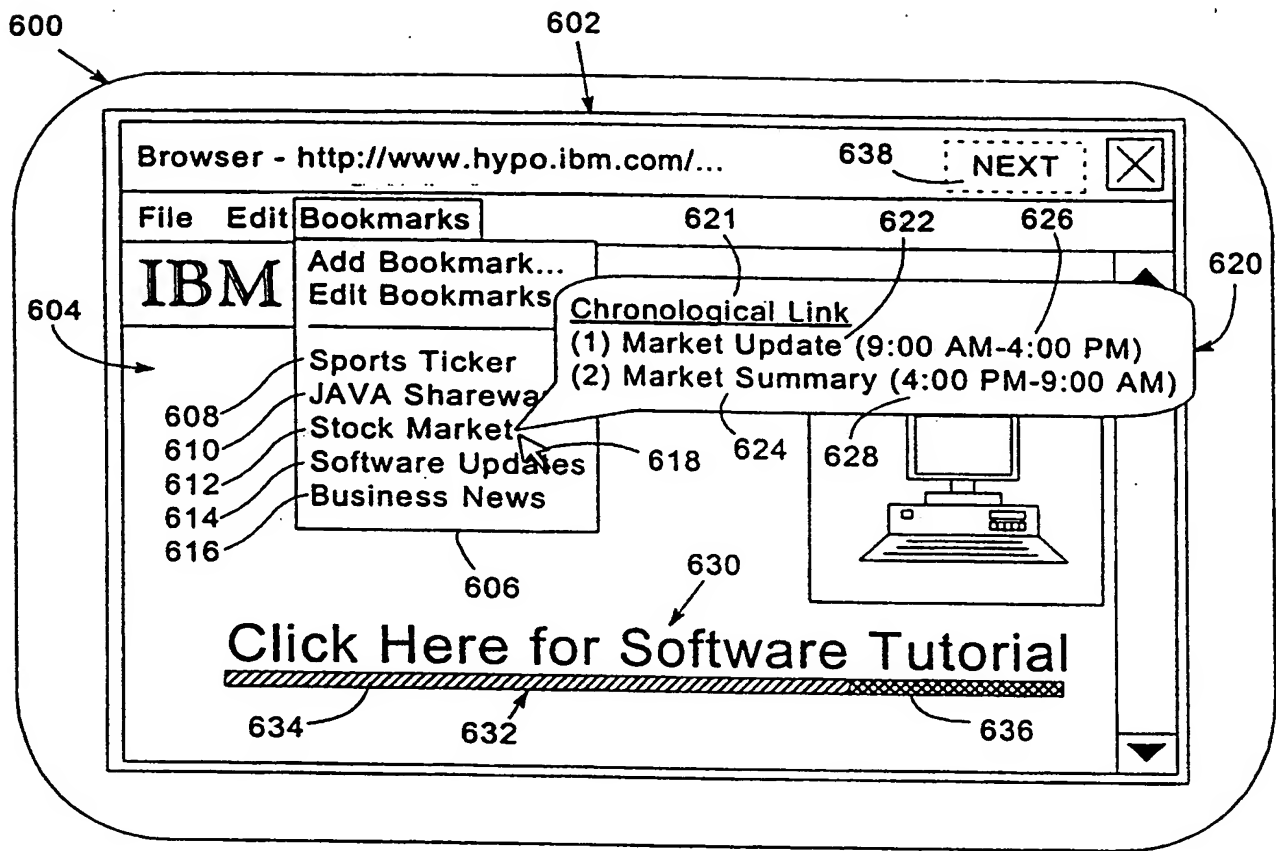 600
602
Browser - http://www.hypo.ibm.com/...
638
NEXT
File Edit Bookmarks
621
622
626
IBM
Add Bookmark...
Edit Bookmarks
620
604
Chronological Link
(1) Market Update (9:00 AM-4:00 PM)
(2) Market Summary (4:00 PM-9:00 AM)
Sports Ticker
JAVA Sharewa
Stock Market
Software Updates
Business News
608
610
612
614
616
618
624
628
606
630
Click Here for Software Tutorial
634
632
636